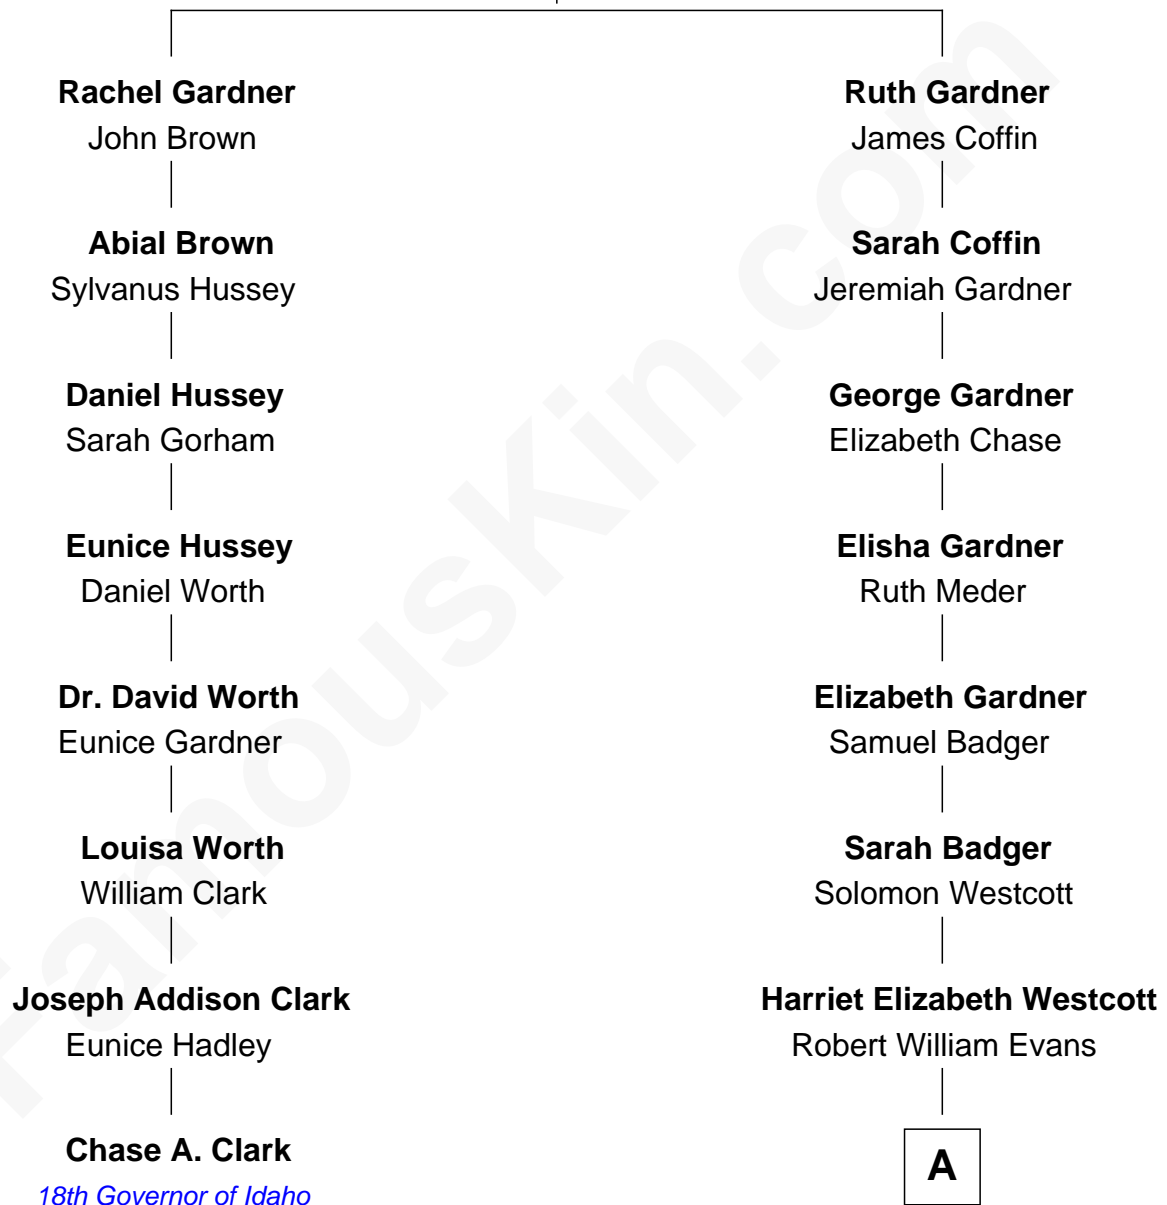 Rachel Gardner
John Brown
Abial Brown
Sylvanus Hussey
Daniel Hussey
Sarah Gorham
Eunice Hussey
Daniel Worth
Dr. David Worth
Eunice Gardner
Louisa Worth
William Clark
Joseph Addison Clark
Eunice Hadley
Chase A. Clark
18th Governor of Idaho
Ruth Gardner
James Coffin
Sarah Coffin
Jeremiah Gardner
George Gardner
Elizabeth Chase
Elisha Gardner
Ruth Meder
Elizabeth Gardner
Samuel Badger
Sarah Badger
Solomon Westcott
Harriet Elizabeth Westcott
Robert William Evans
A
FamousKin.com